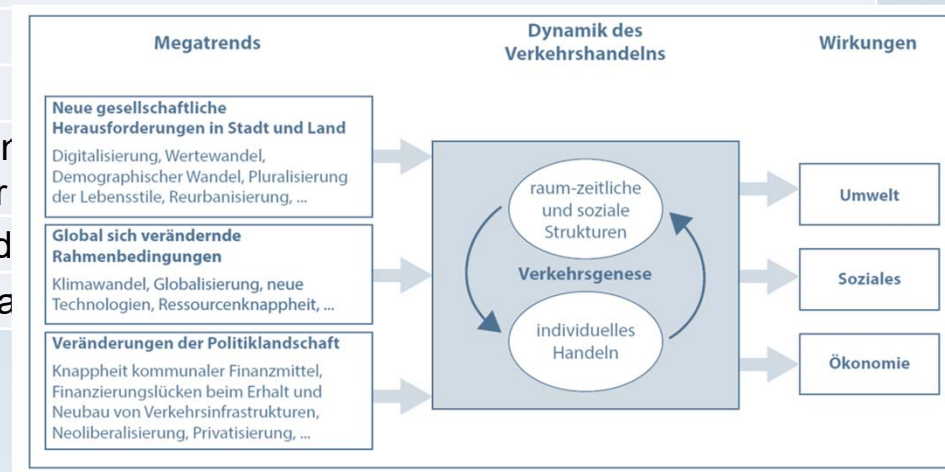 Megatrends
Dynamik des
Verkehrshandelns
Wirkungen
Neue gesellschaftliche
Herausforderungen in Stadt und Land
Digitalisierung, Wertewandel,
Demographischer Wandel, Pluralisierung
der Lebensstile, Reurbanisierung, ...
Global sich verändernde
Rahmenbedingungen
Klimawandel, Globalisierung, neue
Technologien, Ressourcenknappheit, ...
Veränderungen der Politiklandschaft
Knappheit kommunaler Finanzmittel,
Finanzierungslücken beim Erhalt und
Neubau von Verkehrsinfrastrukturen,
Neoliberalisierung, Privatisierung, ...
raum-zeitliche
und soziale
Strukturen
Verkehrsgenese
individuelles
Handeln
Umwelt
Soziales
Ökonomie